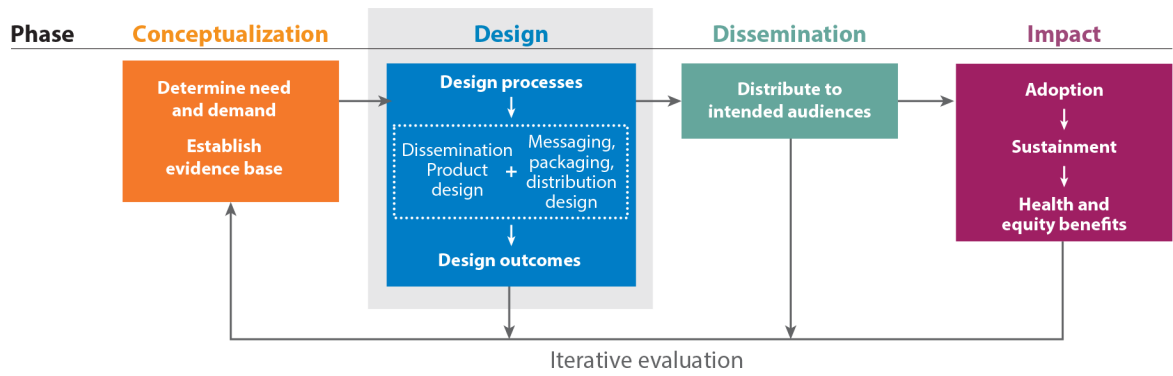 Phase
Conceptualization
Design
Dissemination
Impact
Determine need
and demand
Establish
evidence base
Design processes
Dissemination
Product
design
+
Messaging,
packaging,
distribution
design
Design outcomes
Distribute to
intended audiences
Adoption
Sustainment
Health and
equity benefits
Iterative evaluation